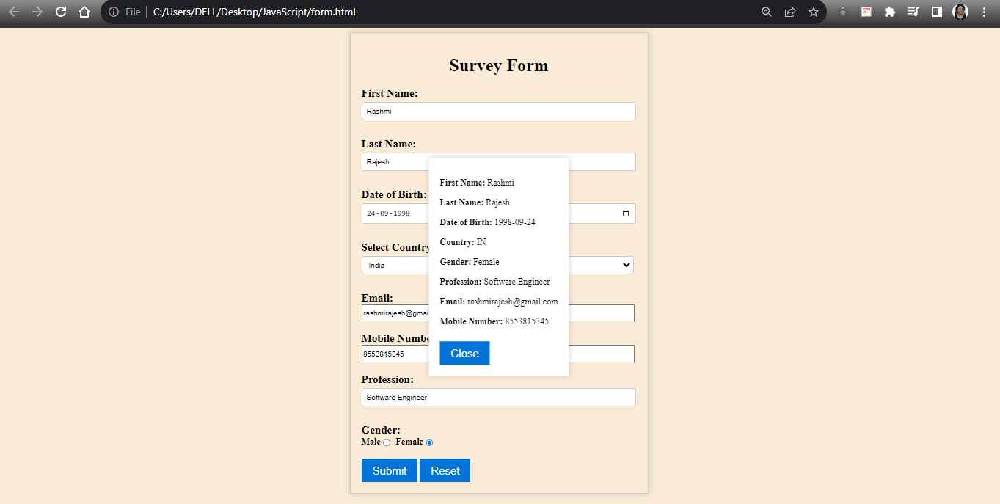 File | C:/Users/DELL/Desktop/JavaScript/form.html
Survey Form
First Name:
Rashmi
Last Name:
Rajesh
Date of Birth:
24-09-1998
Select Country
India
Email:
rashmirajesh@gmai
Mobile Numbe
8553815345
Profession:
Software Engineer
Gender:
Male Female
Submit Reset
First Name: Rashmi
Last Name: Rajesh
Date of Birth: 1998-09-24
Country: IN
Gender: Female
Profession: Software Engineer
Email: rashmirajesh@gmail.com
Mobile Number: 8553815345
Close